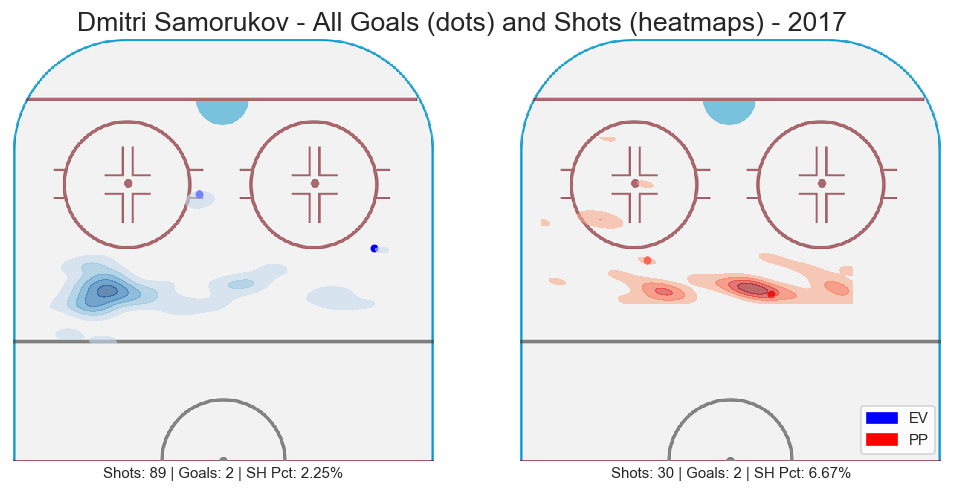 Dmitri Samorukov - All Goals (dots) and Shots (heatmaps) - 2017
EV
PP
Shots: 89 | Goals: 2 | SH Pct: 2.25%
Shots: 30 | Goals: 2 | SH Pct: 6.67%